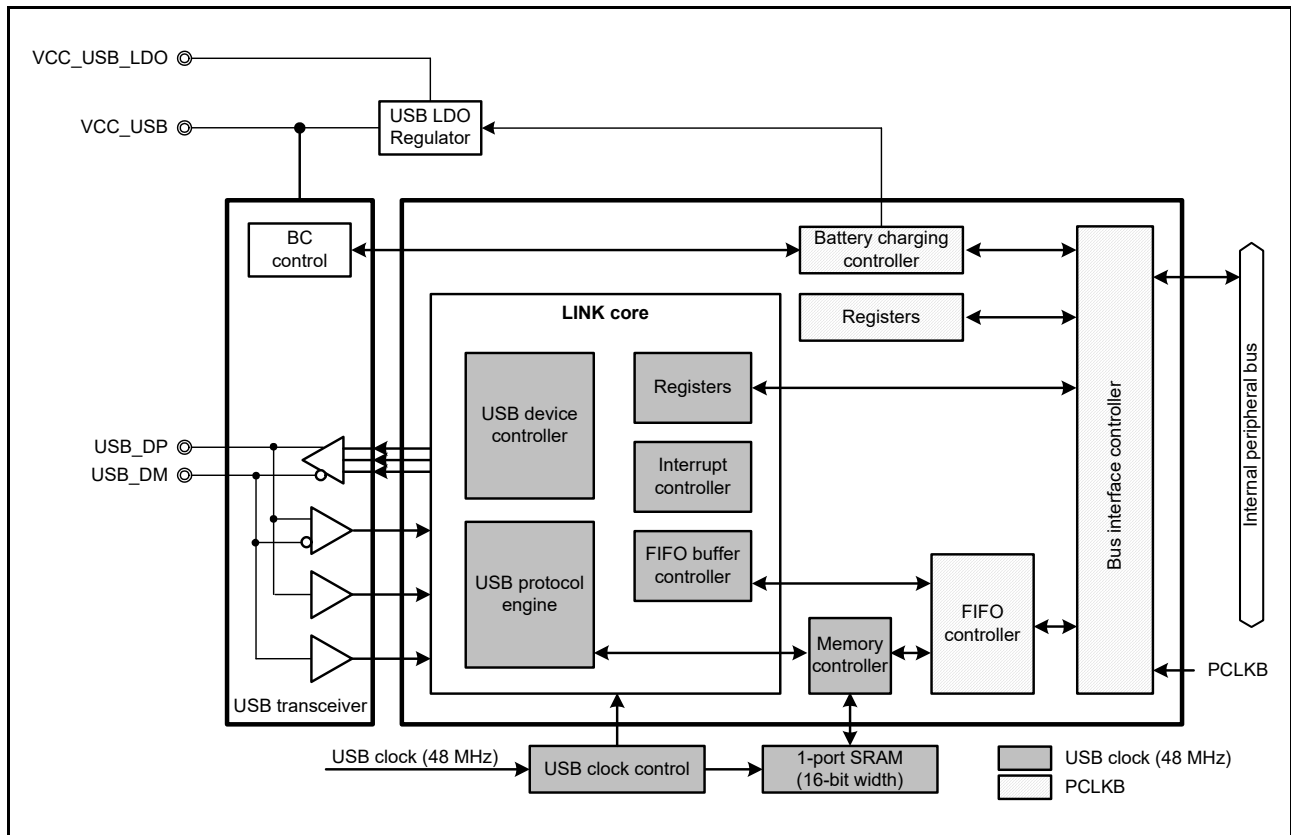 VCC_USB_LDO
VCC_USB
USB LDO
Regulator
BC
control
Battery charging
controller
LINK core
Registers
USB device
controller
Registers
USB_DP
USB_DM
Interrupt
controller
FIFO buffer
controller
USB protocol
engine
Memory
controller
FIFO
controller
Bus interface controller
Internal peripheral bus
PCLKB
USB transceiver
USB clock (48 MHz)
USB clock control
1-port SRAM
(16-bit width)
USB clock (48 MHz)
PCLKB